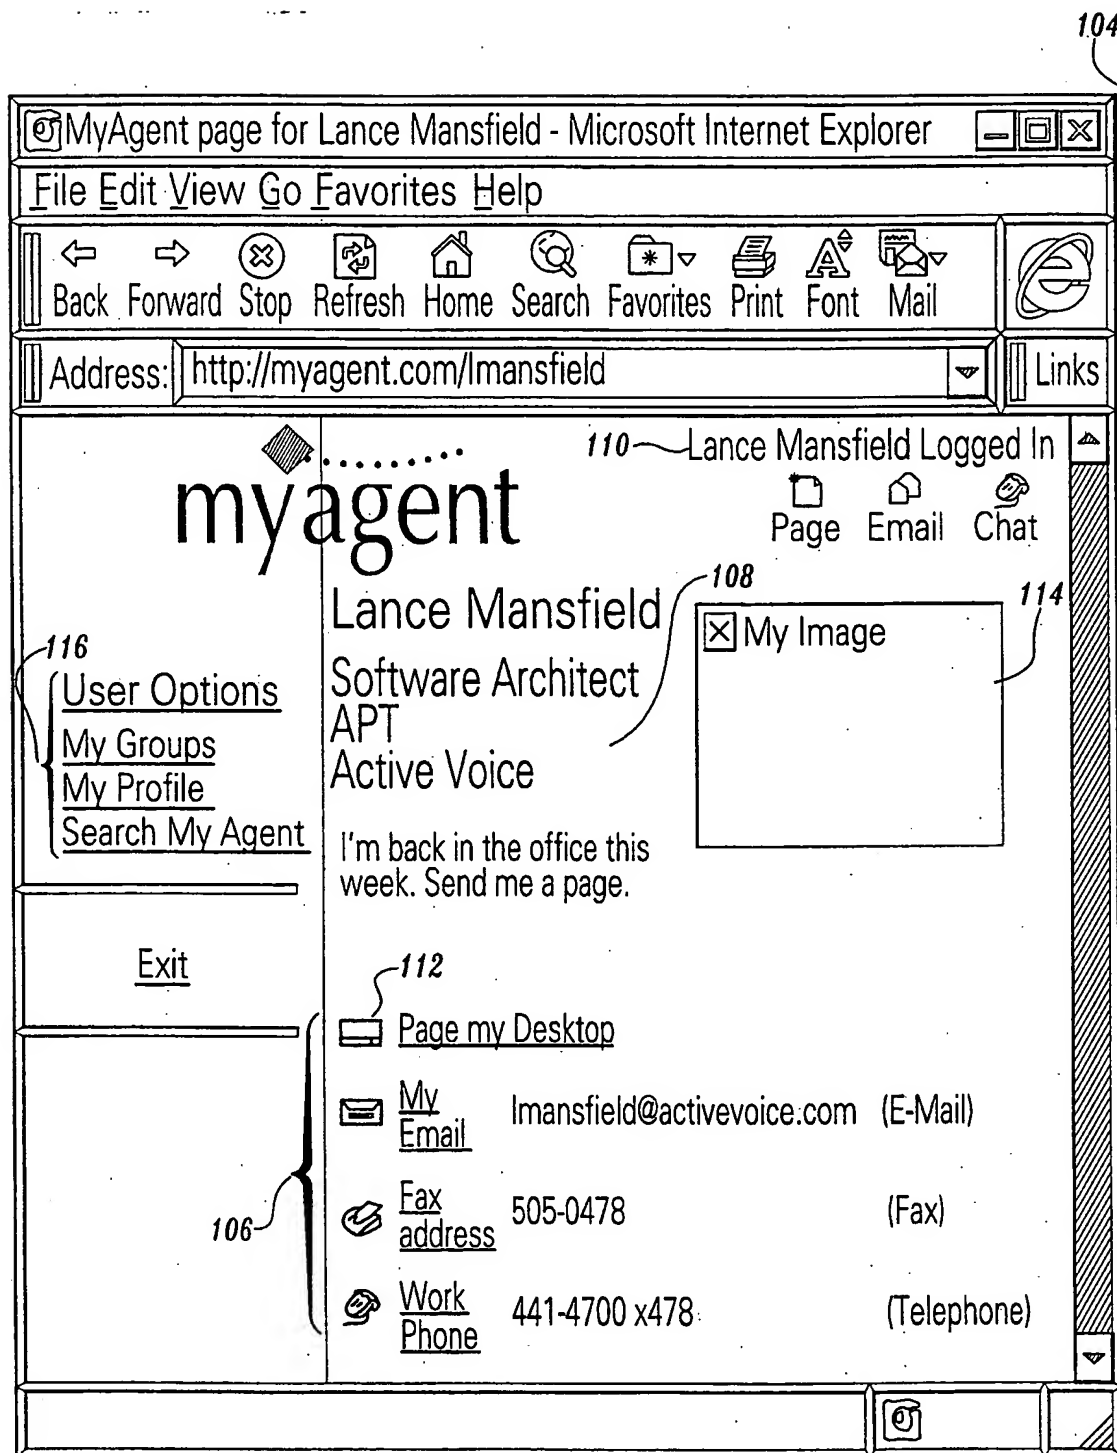 104
MyAgent page for Lance Mansfield - Microsoft Internet Explorer
File Edit View Go Favorites Help
Back Forward Stop Refresh Home Search Favorites Print Font Mail
Address: http://myagent.com/lmansfield Links
110 Lance Mansfield Logged In
myagent
Page Email Chat
108
Lance Mansfield
114
My Image
116
User Options
My Groups
My Profile
Search My Agent
Software Architect
APT
Active Voice
I'm back in the office this
week. Send me a page.
Exit
112
Page my Desktop
My
Email lmansfield@activevoice.com (E-Mail)
106
Fax
address 505-0478 (Fax)
Work
Phone 441-4700 x478 (Telephone)